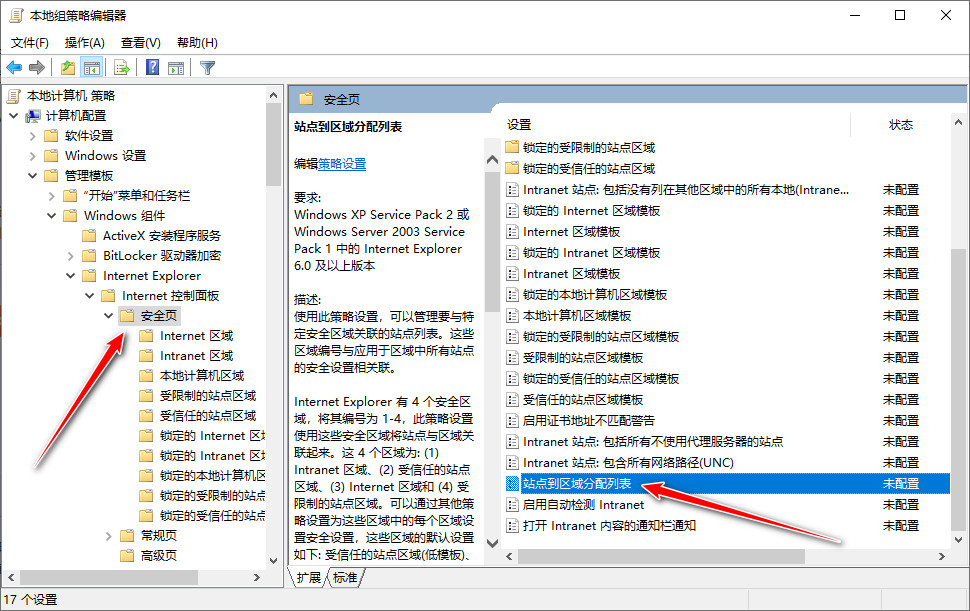 本地组策略编辑器
文件(F) 操作(A) 查看(V) 帮助(H)
本地计算机 策略
计算机配置
软件设置
Windows 设置
管理模板
"开始"菜单和任务栏
Windows 组件
ActiveX 安装程序服务
BitLocker 驱动器加密
Internet Explorer
Internet 控制面板
安全页
Internet 区域
Intranet 区域
本地计算机区域
受限制的站点区域
受信任的站点区域
锁定的 Internet 区域
锁定的 Intranet 区域
锁定的本地计算机区
锁定的受限制的站点
锁定的受信任的站点
常规页
高级页
安全页
站点到区域分配列表
编辑策略设置
要求:
Windows XP Service Pack 2 或
Windows Server 2003 Service
Pack 1 中的 Internet Explorer
6.0 及以上版本
描述:
使用此策略设置，可以管理要与特
定安全区域关联的站点列表。这些
区域编号与应用于区域中所有站点
的安全设置相关联。
Internet Explorer 有 4 个安全区
域，将其编号为 1-4，此策略设置
使用这些安全区域将站点与区域关
联起来。这 4 个区域为: (1)
Intranet 区域、(2) 受信任的站点
区域、(3) Internet 区域和 (4) 受
限制的站点区域。可以通过其他策
略设置为这些区域中的每个区域设
置安全设置，这些区域的默认设置
如下: 受信任的站点区域(低模板)、
设置 状态
锁定的受限制的站点区域
锁定的受信任的站点区域
Intranet 站点: 包括没有列在其他区域中的所有本地(Intrane... 未配置
锁定的 Internet 区域模板 未配置
Internet 区域模板 未配置
锁定的 Intranet 区域模板 未配置
Intranet 区域模板 未配置
锁定的本地计算机区域模板 未配置
本地计算机区域模板 未配置
锁定的受限制的站点区域模板 未配置
受限制的站点区域模板 未配置
锁定的受信任的站点区域模板 未配置
受信任的站点区域模板 未配置
启用证书地址不匹配警告 未配置
Intranet 站点: 包括所有不使用代理服务器的站点 未配置
Intranet 站点: 包含所有网络路径(UNC) 未配置
站点到区域分配列表 未配置
启用自动检测 Intranet 未配置
打开 Intranet 内容的通知栏通知 未配置
扩展 标准
17 个设置